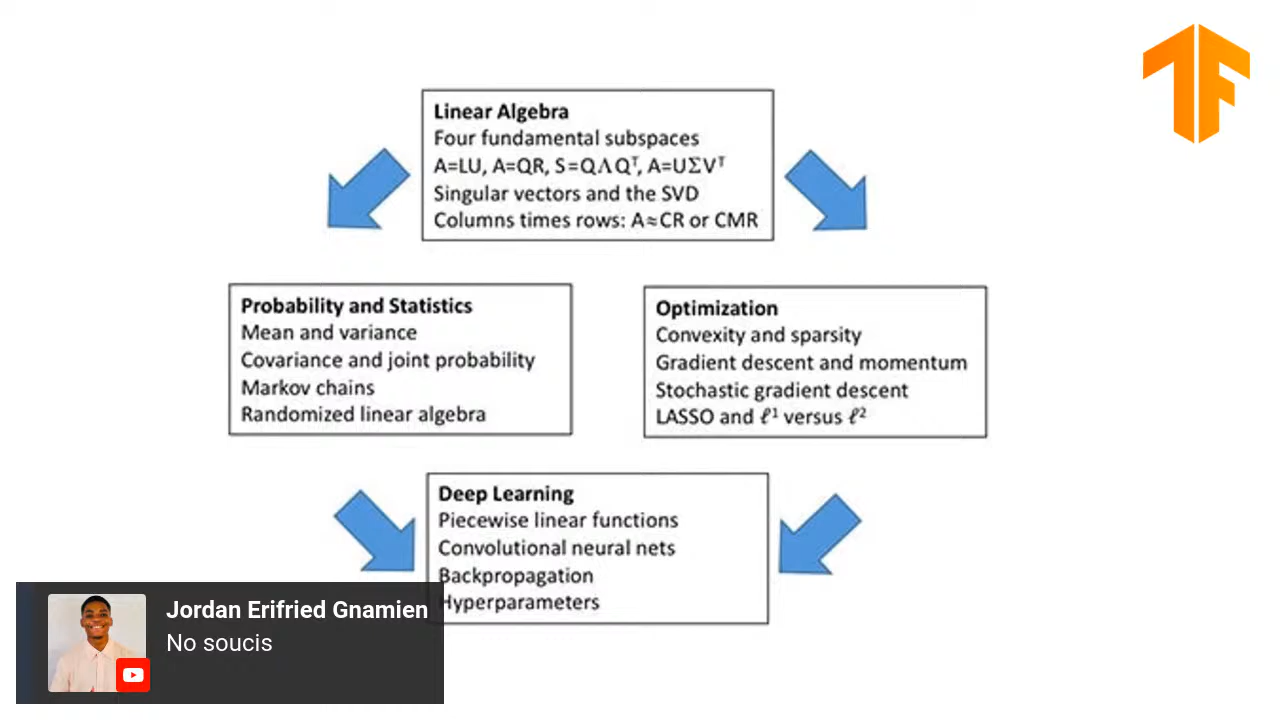 Linear Algebra
Four fundamental subspaces
A=LU, A=QR, S=QΛQᵀ, A=UΣVᵀ
Singular vectors and the SVD
Columns times rows: A≈CR or CMR
Probability and Statistics
Mean and variance
Covariance and joint probability
Markov chains
Randomized linear algebra
Optimization
Convexity and sparsity
Gradient descent and momentum
Stochastic gradient descent
LASSO and ℓ¹ versus ℓ²
Deep Learning
Piecewise linear functions
Convolutional neural nets
Backpropagation
Hyperparameters
Jordan Erifried Gnamien
No soucis